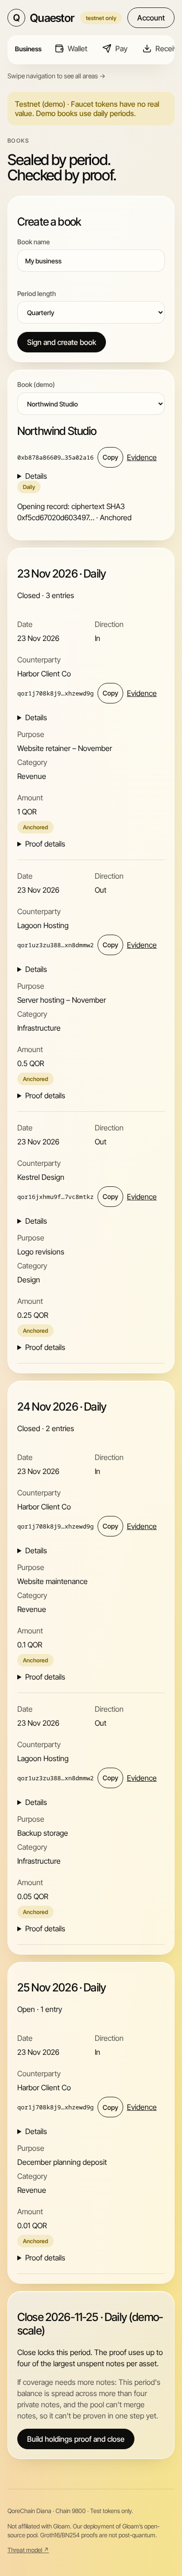 Q Quaestor testnet only Account
Business Wallet Pay Recei
Swipe navigation to see all areas →
Testnet (demo) · Faucet tokens have no real
value. Demo books use daily periods.
BOOKS
Sealed by period.
Checked by proof.
Create a book
Book name
My business
Period length
Quarterly
Sign and create book
Book (demo)
Northwind Studio
Northwind Studio
0xb878a86609…35a02a16 Copy Evidence
▶ Details
Daily
Opening record: ciphertext SHA3
0xf5cd67020d603497... · Anchored
23 Nov 2026 · Daily
Closed · 3 entries
Date Direction
23 Nov 2026 In
Counterparty
Harbor Client Co
qor1j708k8j9…xhzewd9g Copy Evidence
▶ Details
Purpose
Website retainer – November
Category
Revenue
Amount
1 QOR
Anchored
▶ Proof details
Date Direction
23 Nov 2026 Out
Counterparty
Lagoon Hosting
qor1uz3zu388…xn8dmmw2 Copy Evidence
▶ Details
Purpose
Server hosting – November
Category
Infrastructure
Amount
0.5 QOR
Anchored
▶ Proof details
Date Direction
23 Nov 2026 Out
Counterparty
Kestrel Design
qor16jxhmu9f…7vc8mtkz Copy Evidence
▶ Details
Purpose
Logo revisions
Category
Design
Amount
0.25 QOR
Anchored
▶ Proof details
24 Nov 2026 · Daily
Closed · 2 entries
Date Direction
23 Nov 2026 In
Counterparty
Harbor Client Co
qor1j708k8j9…xhzewd9g Copy Evidence
▶ Details
Purpose
Website maintenance
Category
Revenue
Amount
0.1 QOR
Anchored
▶ Proof details
Date Direction
23 Nov 2026 Out
Counterparty
Lagoon Hosting
qor1uz3zu388…xn8dmmw2 Copy Evidence
▶ Details
Purpose
Backup storage
Category
Infrastructure
Amount
0.05 QOR
Anchored
▶ Proof details
25 Nov 2026 · Daily
Open · 1 entry
Date Direction
23 Nov 2026 In
Counterparty
Harbor Client Co
qor1j708k8j9…xhzewd9g Copy Evidence
▶ Details
Purpose
December planning deposit
Category
Revenue
Amount
0.01 QOR
Anchored
▶ Proof details
Close 2026-11-25 · Daily (demo-
scale)
Close locks this period. The proof uses up to
four of the largest unspent notes per asset.
If coverage needs more notes: This period's
balance is spread across more than four
private notes, and the pool can't merge
notes, so it can't be proven in one step yet.
Build holdings proof and close
QoreChain Diana · Chain 9800 · Test tokens only.
Not affiliated with Gloam. Our deployment of Gloam's open-
source pool. Groth16/BN254 proofs are not post-quantum.
Threat model ↗